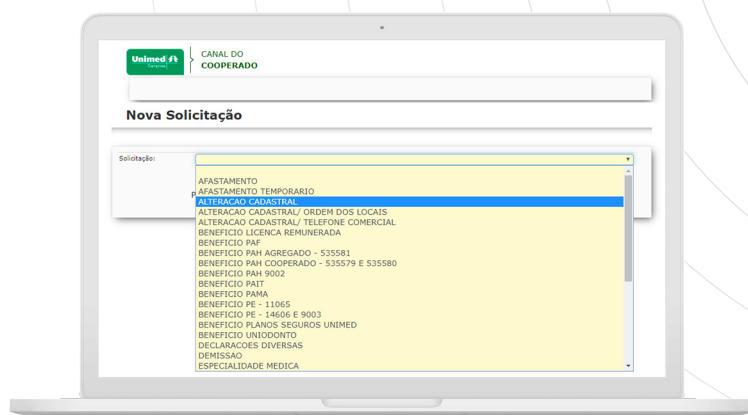 Unimed
Campinas
CANAL DO
COOPERADO
Nova Solicitação
Solicitação:
P
AFASTAMENTO
AFASTAMENTO TEMPORARIO
ALTERACAO CADASTRAL
ALTERACAO CADASTRAL/ ORDEM DOS LOCAIS
ALTERACAO CADASTRAL/ TELEFONE COMERCIAL
BENEFICIO LICENCA REMUNERADA
BENEFICIO PAF
BENEFICIO PAH AGREGADO - 535581
BENEFICIO PAH COOPERADO - 535579 E 535580
BENEFICIO PAH 9002
BENEFICIO PAIT
BENEFICIO PAMA
BENEFICIO PE - 11065
BENEFICIO PE - 14606 E 9003
BENEFICIO PLANOS SEGUROS UNIMED
BENEFICIO UNIODONTO
DECLARACOES DIVERSAS
DEMISSAO
ESPECIALIDADE MEDICA